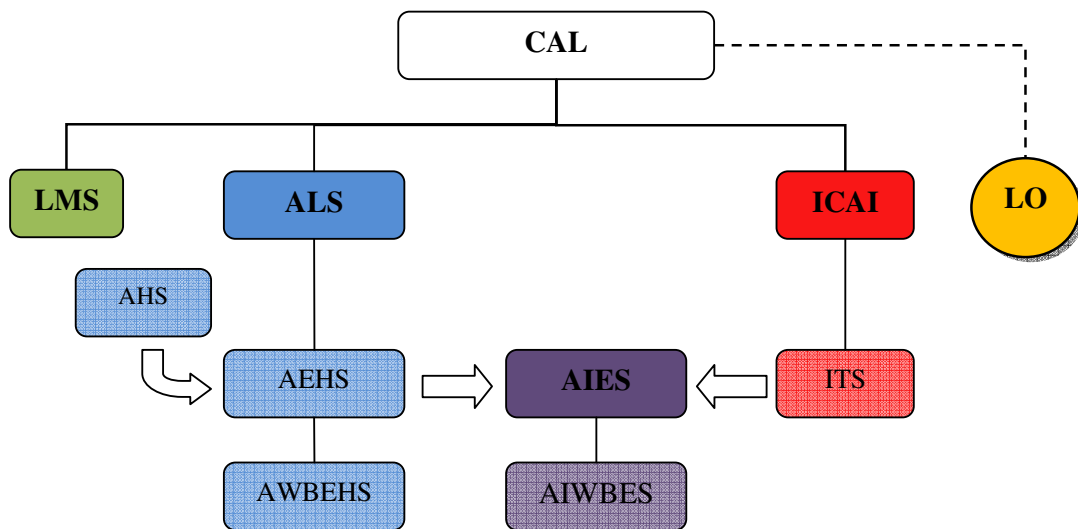 CAL
LMS
ALS
ICAI
LO
AHS
AEHS
AIES
ITS
AWBEHS
AIWBES